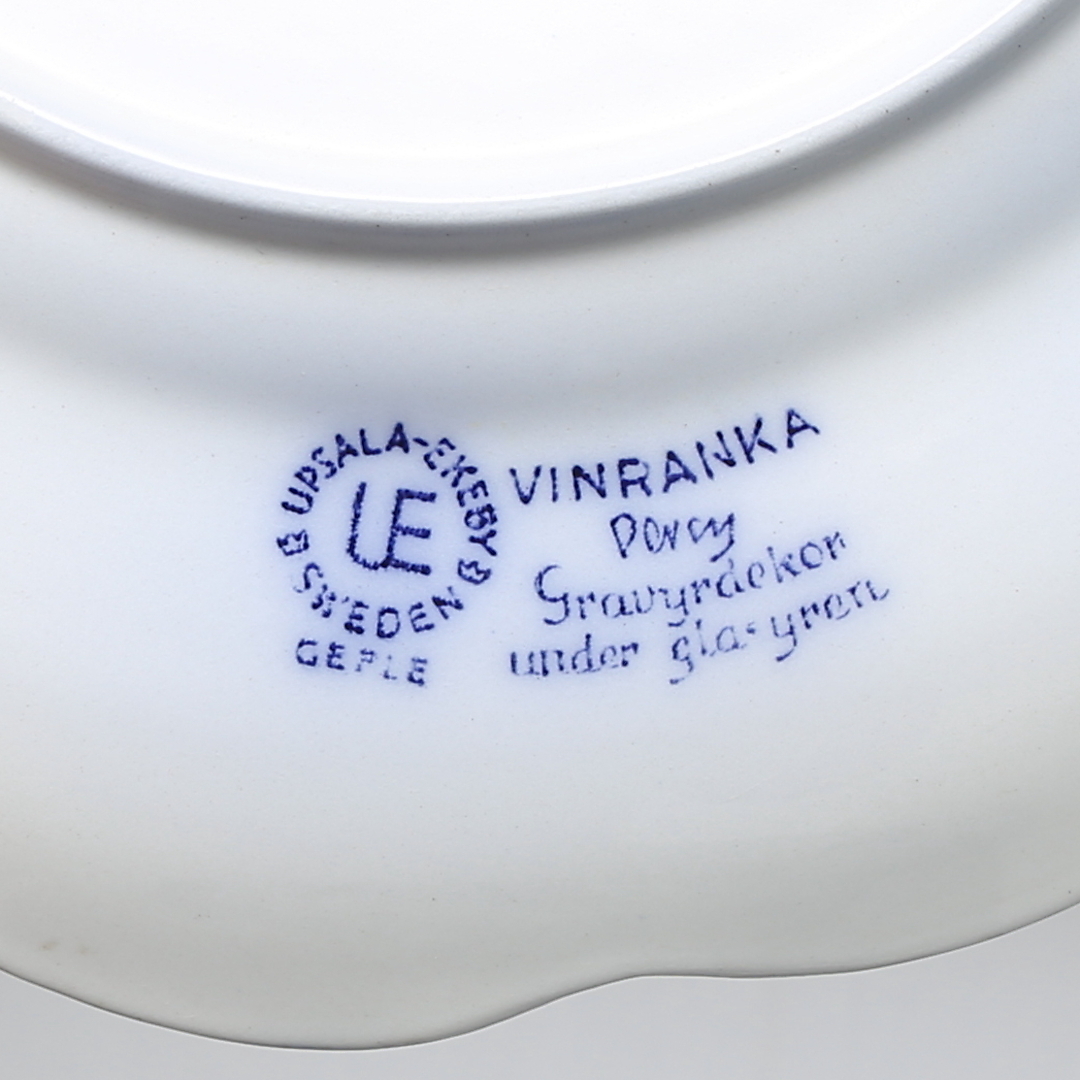 UPSALA-EKEBY
UE
SWEDEN
GEFLE
VINRANKA
Percy
Gravyrdekor
under glasyren